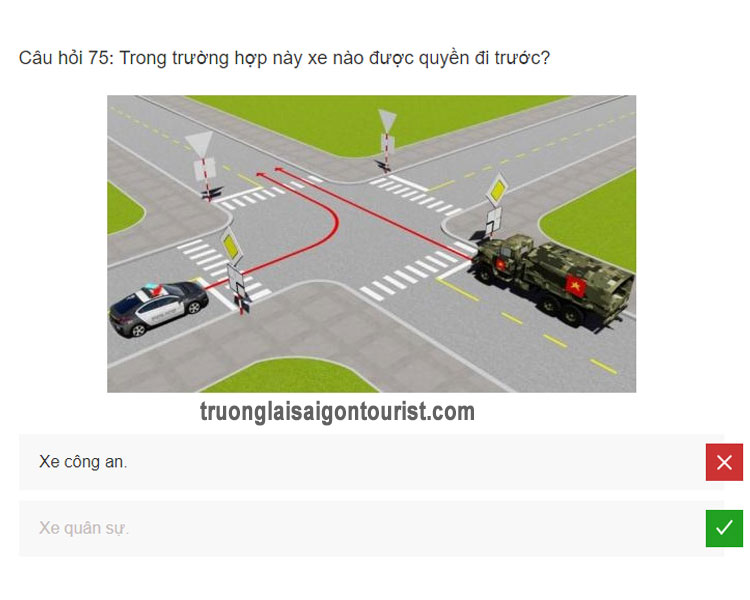 Câu hỏi 75: Trong trường hợp này xe nào được quyền đi trước?
truonglaisaigontourist.com
Xe công an.
Xe quân sự.